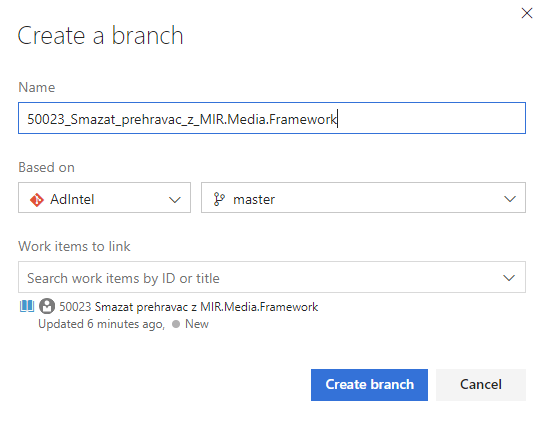 Create a branch
Name
50023_Smazat_prehravac_z_MIR.Media.Framework
Based on
AdIntel
master
Work items to link
Search work items by ID or title
50023 Smazat prehravac z MIR.Media.Framework
Updated 6 minutes ago, New
Create branch
Cancel